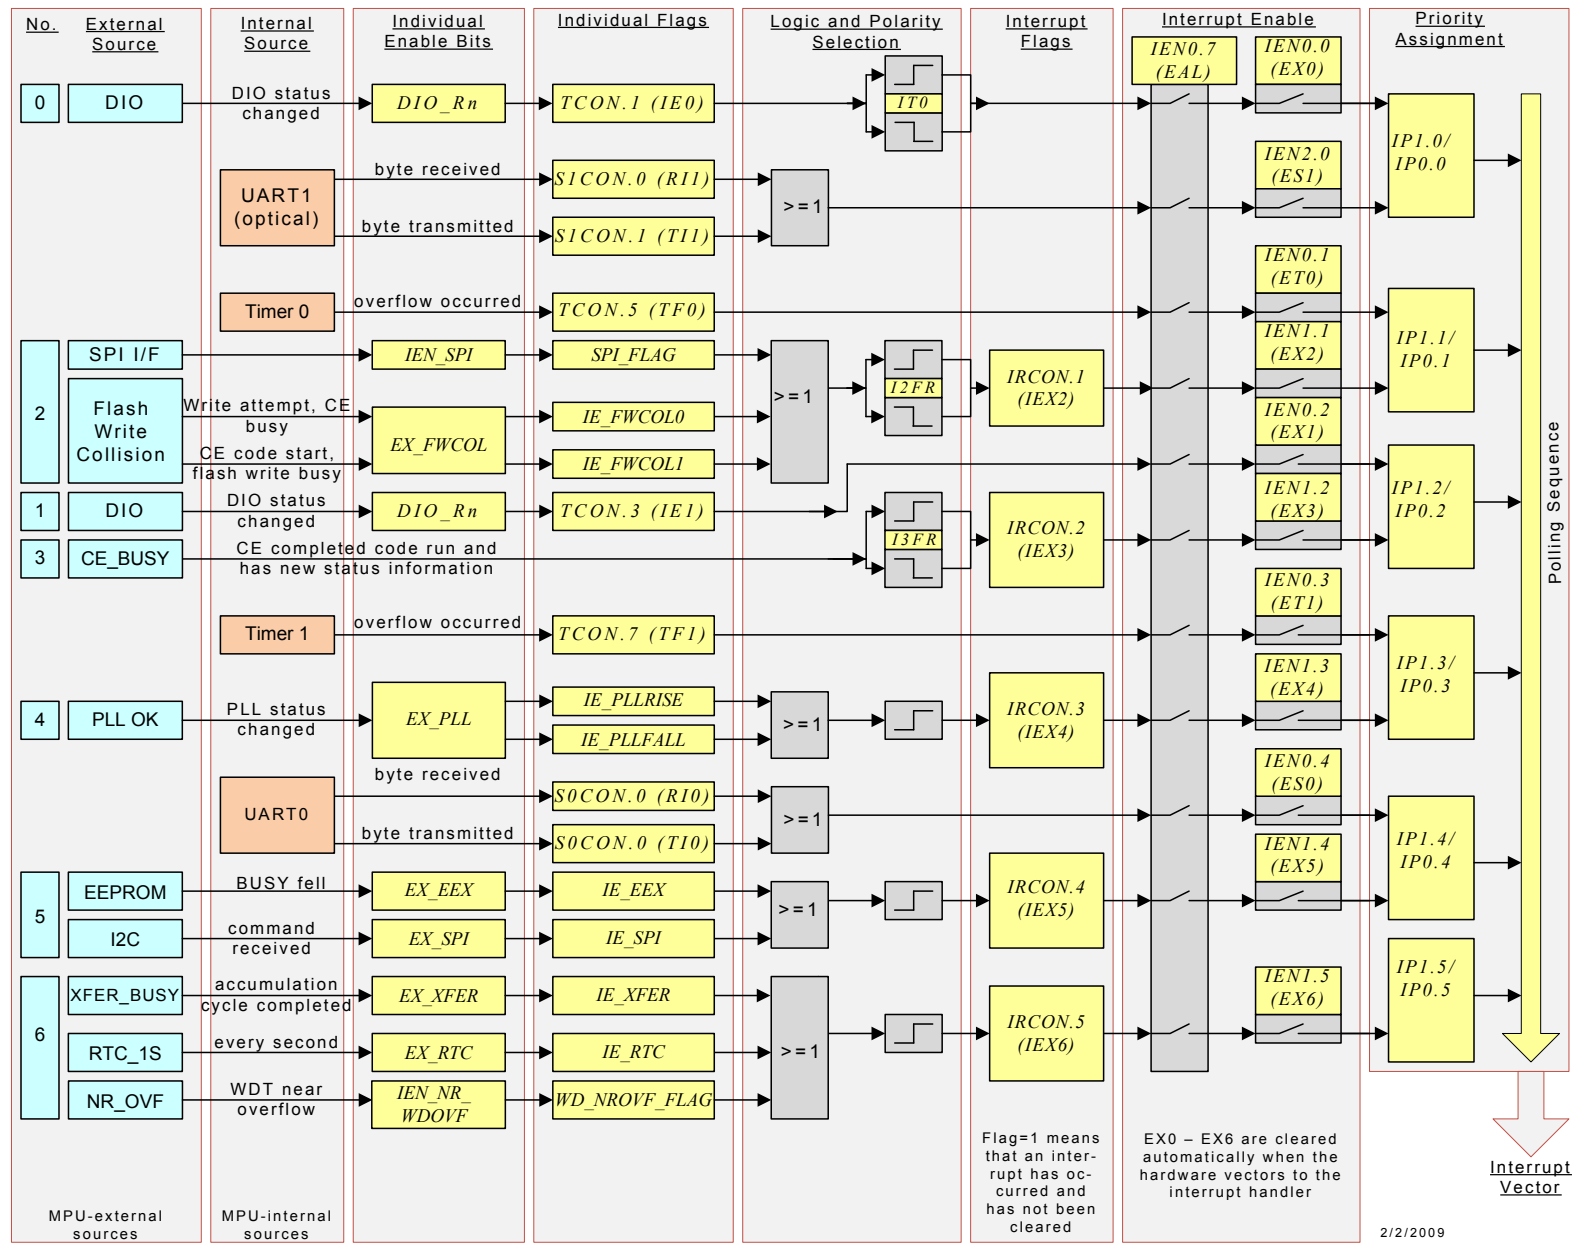 No.
External
Source
Internal
Source
Individual
Enable Bits
Individual Flags
Logic and Polarity
Selection
Interrupt
Flags
Interrupt Enable
Priority
Assignment
IEN0.7
(EAL)
IEN0.0
(EX0)
0
DIO
DIO status
changed
DIO_Rn
TCON.1 (IE0)
IT0
IP1.0/
IP0.0
UART1
(optical)
byte received
S1CON.0 (RI1)
byte transmitted
S1CON.1 (TI1)
>=1
IEN2.0
(ES1)
Timer 0
overflow occurred
TCON.5 (TF0)
IEN0.1
(ET0)
IP1.1/
IP0.1
2
SPI I/F
IEN_SPI
SPI_FLAG
Flash
Write
Collision
Write attempt, CE
busy
CE code start,
flash write busy
EX_FWCOL
IE_FWCOL0
IE_FWCOL1
>=1
I2FR
IRCON.1
(IEX2)
IEN1.1
(EX2)
1
DIO
DIO status
changed
DIO_Rn
TCON.3 (IE1)
IEN0.2
(EX1)
IP1.2/
IP0.2
3
CE_BUSY
CE completed code run and
has new status information
I3FR
IRCON.2
(IEX3)
IEN1.2
(EX3)
Timer 1
overflow occurred
TCON.7 (TF1)
IEN0.3
(ET1)
IP1.3/
IP0.3
4
PLL OK
PLL status
changed
EX_PLL
IE_PLLRISE
IE_PLLFALL
>=1
IRCON.3
(IEX4)
IEN1.3
(EX4)
UART0
byte received
S0CON.0 (RI0)
byte transmitted
S0CON.0 (TI0)
>=1
IEN0.4
(ES0)
IP1.4/
IP0.4
5
EEPROM
BUSY fell
EX_EEX
IE_EEX
I2C
command
received
EX_SPI
IE_SPI
>=1
IRCON.4
(IEX5)
IEN1.4
(EX5)
6
XFER_BUSY
accumulation
cycle completed
EX_XFER
IE_XFER
RTC_1S
every second
EX_RTC
IE_RTC
NR_OVF
WDT near
overflow
IEN_NR_
WDOVF
WD_NROVF_FLAG
>=1
IRCON.5
(IEX6)
IEN1.5
(EX6)
IP1.5/
IP0.5
Polling Sequence
Flag=1 means
that an inter-
rupt has oc-
curred and
has not been
cleared
EX0 – EX6 are cleared
automatically when the
hardware vectors to the
interrupt handler
Interrupt
Vector
MPU-external
sources
MPU-internal
sources
2/2/2009